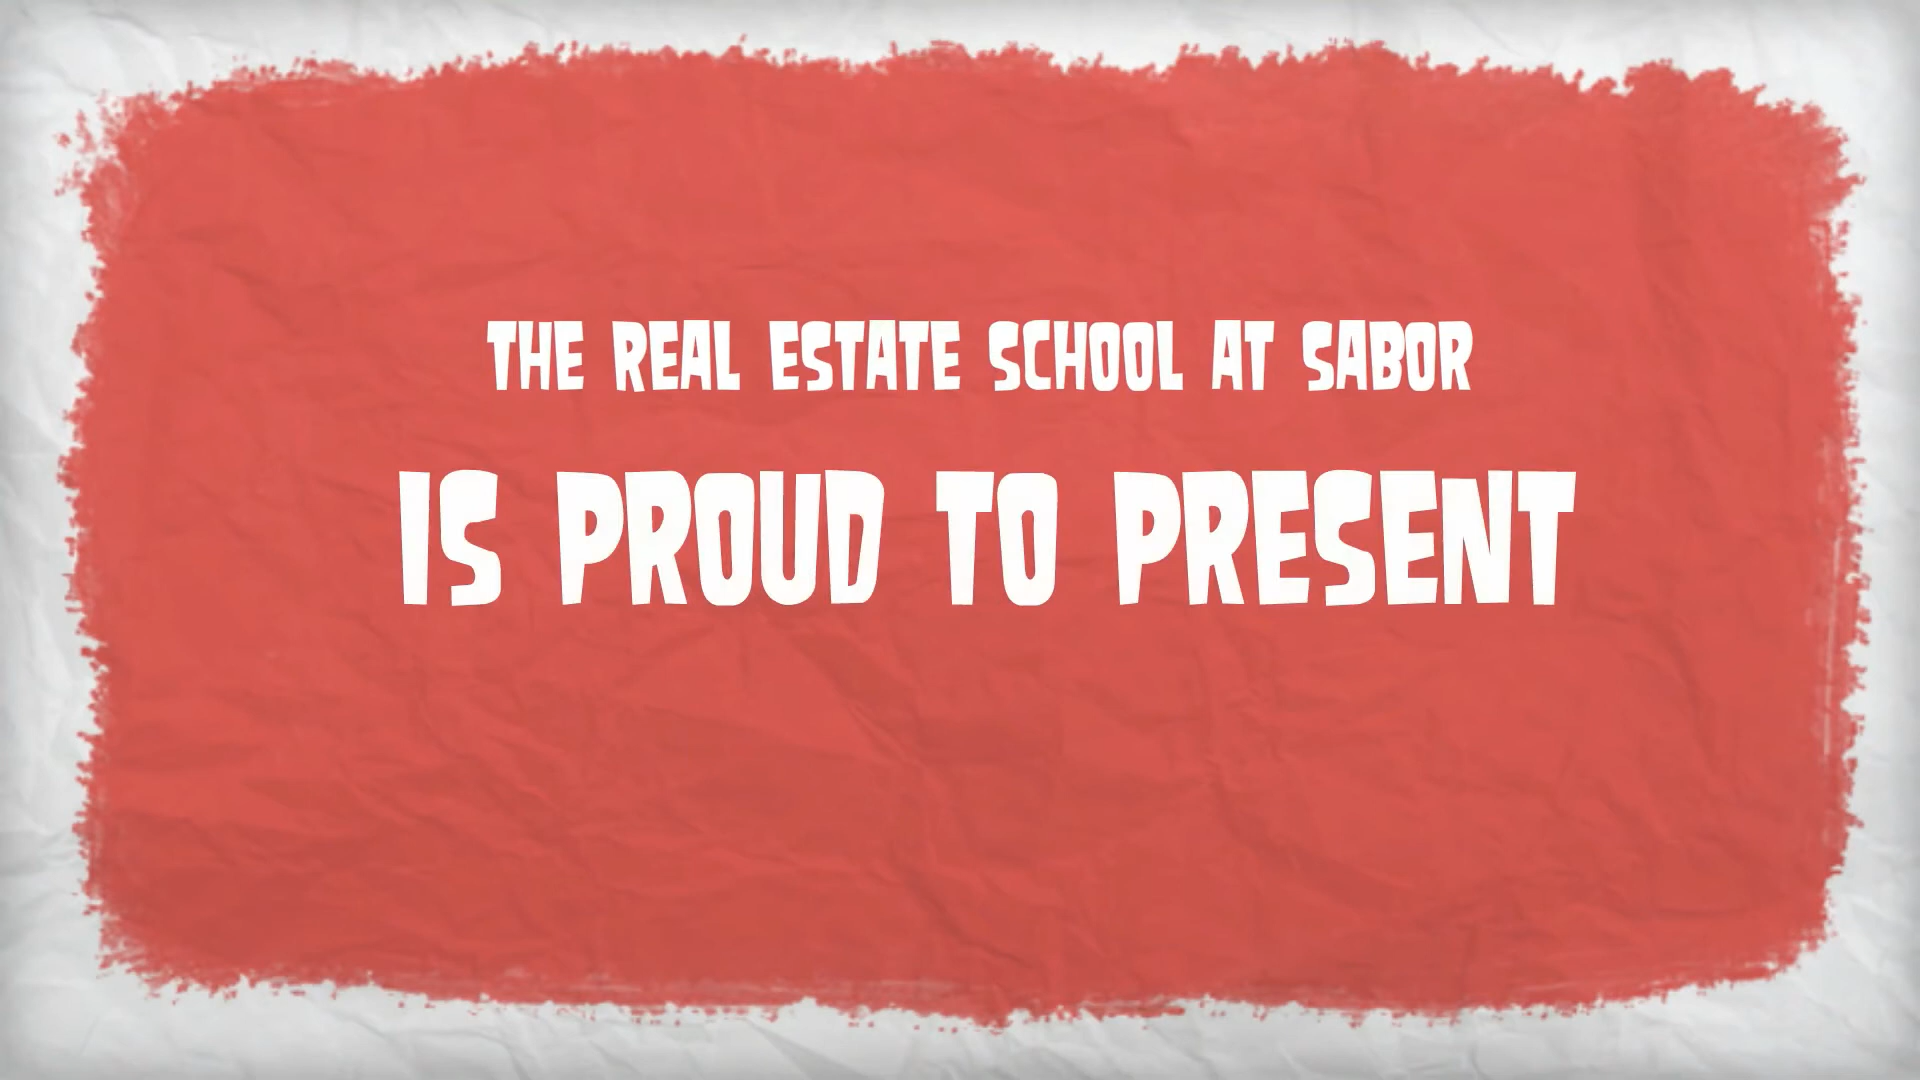 THE REAL ESTATE SCHOOL AT SABOR
IS PROUD TO PRESENT